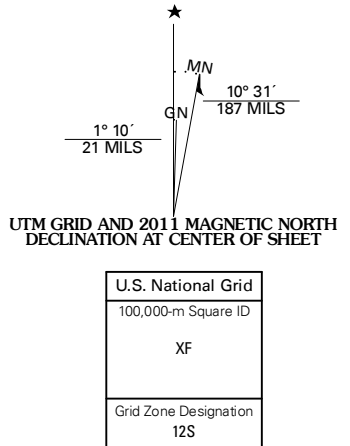 MN
GN
10° 31´
187 MILS
1° 10´
21 MILS
UTM GRID AND 2011 MAGNETIC NORTH
DECLINATION AT CENTER OF SHEET
U.S. National Grid
100,000-m Square ID
XF
Grid Zone Designation
12S